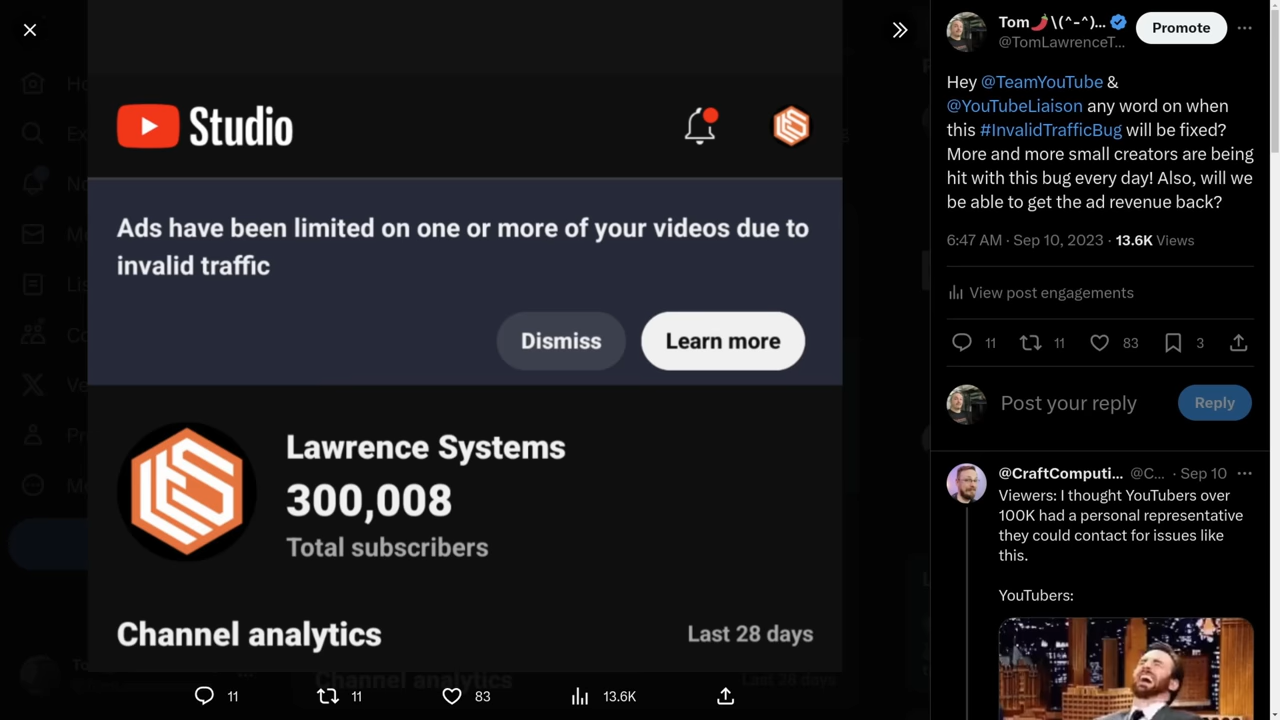 Studio
Ads have been limited on one or more of your videos due to
invalid traffic
Dismiss
Learn more
Lawrence Systems
300,008
Total subscribers
Channel analytics
Last 28 days
11
11
83
13.6K
Tom🌶️\(^-^)...
@TomLawrenceT...
Promote
Hey @TeamYouTube &
@YouTubeLiaison any word on when
this #InvalidTrafficBug will be fixed?
More and more small creators are being
hit with this bug every day! Also, will we
be able to get the ad revenue back?
6:47 AM · Sep 10, 2023 · 13.6K Views
View post engagements
11
11
83
3
Post your reply
Reply
@CraftComputi... @C... · Sep 10
Viewers: I thought YouTubers over
100K had a personal representative
they could contact for issues like
this.
YouTubers: